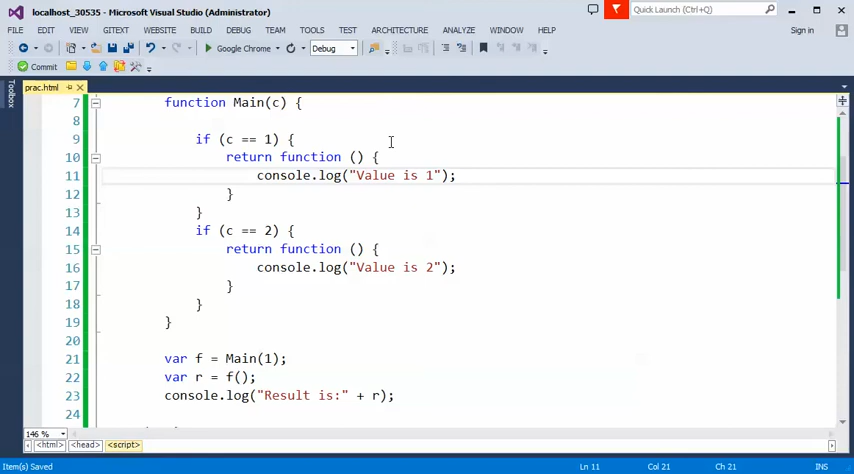 localhost_30535 - Microsoft Visual Studio (Administrator)
Quick Launch (Ctrl+Q)
FILE EDIT VIEW GITEXT WEBSITE BUILD DEBUG TEAM TOOLS TEST ARCHITECTURE ANALYZE WINDOW HELP Sign in
Google Chrome Debug
Commit
Toolbox
prac.html
7 function Main(c) {
8
9 if (c == 1) {
10 return function () {
11 console.log("Value is 1");
12 }
13 }
14 if (c == 2) {
15 return function () {
16 console.log("Value is 2");
17 }
18 }
19 }
20
21 var f = Main(1);
22 var r = f();
23 console.log("Result is:" + r);
24
146 %
<html> <head> <script>
Item(s) Saved Ln 11 Col 21 Ch 21 INS